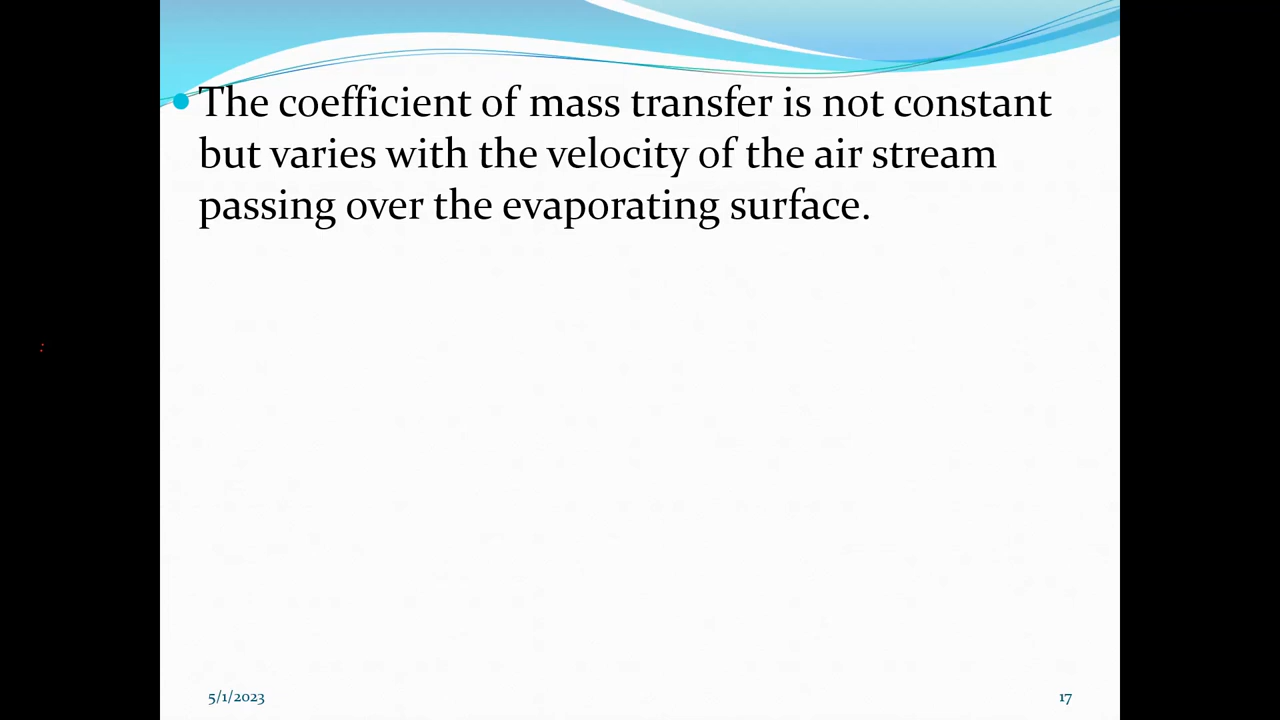 The coefficient of mass transfer is not constant
but varies with the velocity of the air stream
passing over the evaporating surface.
:
5/1/2023
17